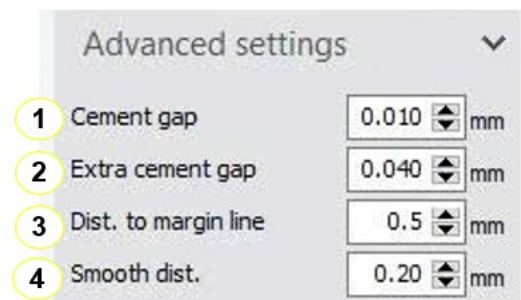 Advanced settings
1 Cement gap 0.010 mm
2 Extra cement gap 0.040 mm
3 Dist. to margin line 0.5 mm
4 Smooth dist. 0.20 mm